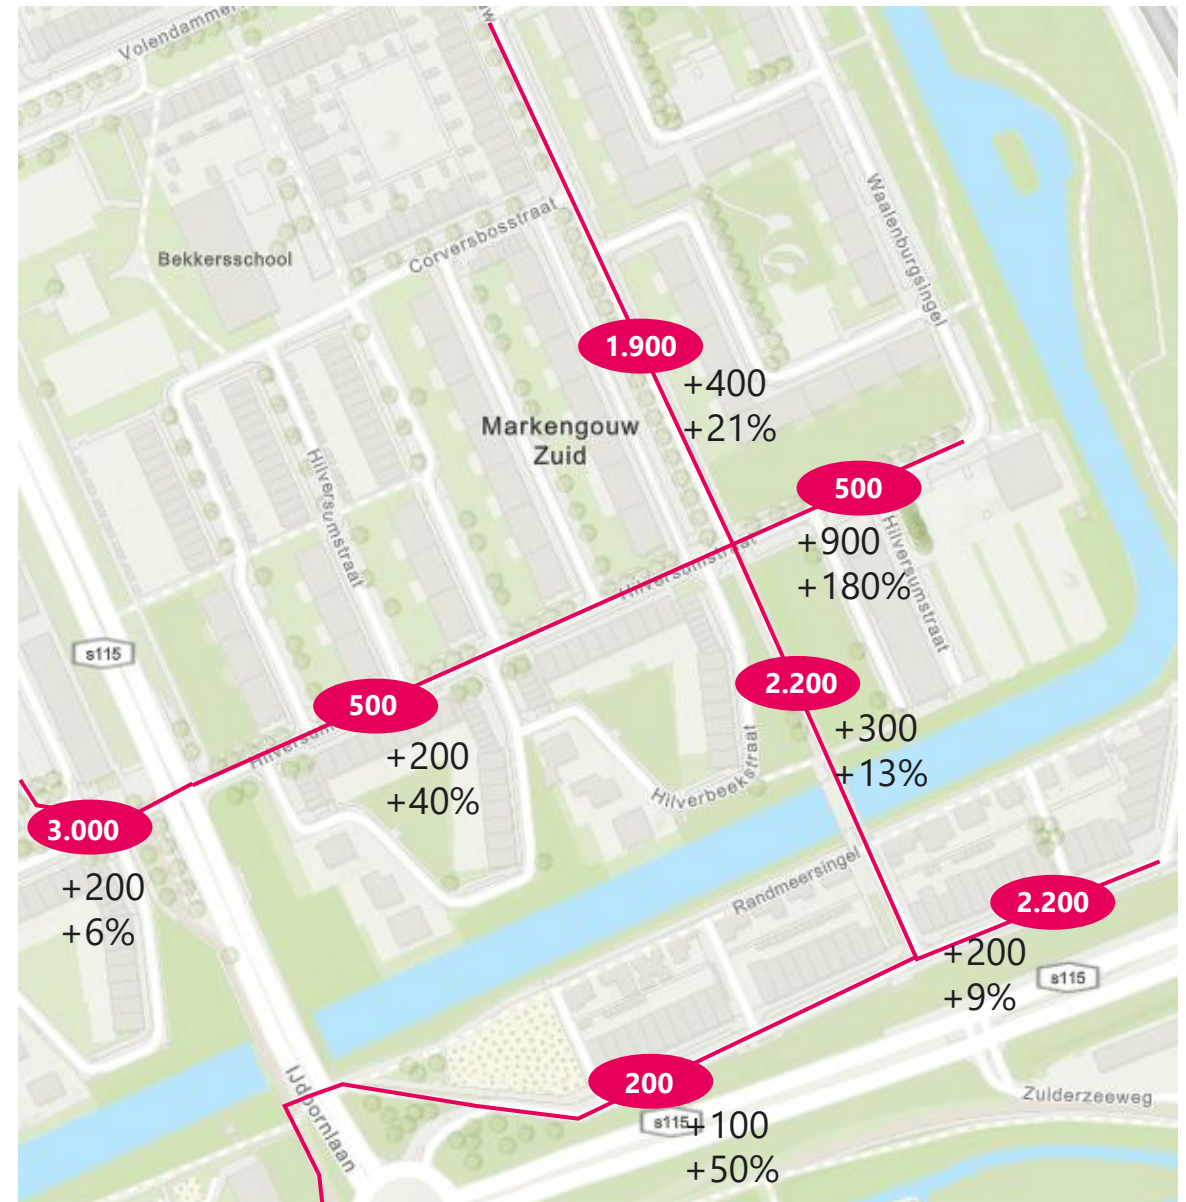 Volendammer
Waalenburgsingel
Corversbosstraat
Bekkersschool
1.900
+400
+21%
Markengouw
Zuid
Hilversumstraat
500
+900
+180%
Hilversumstraat
Hilversumstraat
s115
2.200
+300
+13%
500
+200
+40%
Hilverbeekstraat
3.000
+200
+6%
Randmeersingel
2.200
+200
+9%
s115
IJdoornlaan
200
Zuiderzeeweg
s115
+100
+50%